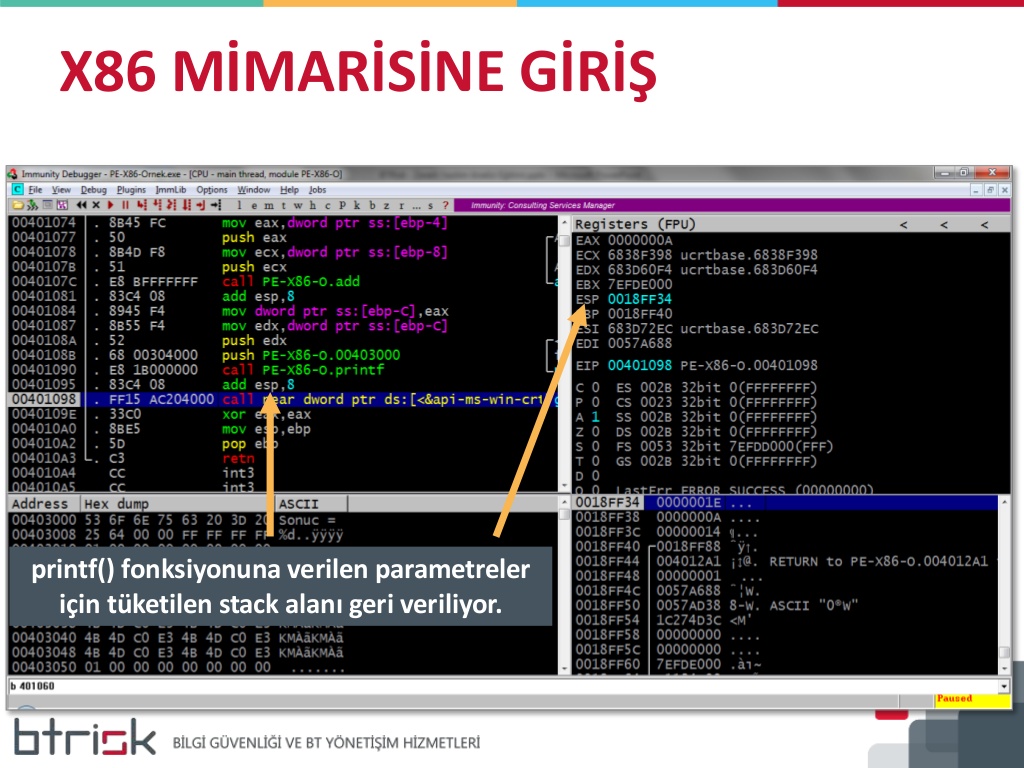 X86 MİMARİSİNE GİRİŞ
Immunity Debugger - PE-X86-Ornek.exe - [CPU - main thread, module PE-X86-O]
File View Debug Plugins ImmLib Options Window Help Jobs
l e m t w h c P k b z r ... s ? Immunity: Consulting Services Manager
00401074 . 8B45 FC mov eax,dword ptr ss:[ebp-4]
00401077 . 50 push eax
00401078 . 8B4D F8 mov ecx,dword ptr ss:[ebp-8]
0040107B . 51 push ecx
0040107C . E8 BFFFFFFF call PE-X86-O.add
00401081 . 83C4 08 add esp,8
00401084 . 8945 F4 mov dword ptr ss:[ebp-C],eax
00401087 . 8B55 F4 mov edx,dword ptr ss:[ebp-C]
0040108A . 52 push edx
0040108B . 68 00304000 push PE-X86-O.00403000
00401090 . E8 1B000000 call PE-X86-O.printf
00401095 . 83C4 08 add esp,8
00401098 . FF15 AC204000 call near dword ptr ds:[<&api-ms-win-crt
0040109E . 33C0 xor eax,eax
004010A0 . 8BE5 mov esp,ebp
004010A2 . 5D pop ebp
004010A3 . C3 retn
004010A4 CC int3
004010A5 CC int3
Registers (FPU) < < <
EAX 0000000A
ECX 6838F398 ucrtbase.6838F398
EDX 683D60F4 ucrtbase.683D60F4
EBX 7EFDE000
ESP 0018FF34
EBP 0018FF40
ESI 683D72EC ucrtbase.683D72EC
EDI 0057A688
EIP 00401098 PE-X86-O.00401098
C 0 ES 002B 32bit 0(FFFFFFFF)
P 0 CS 0023 32bit 0(FFFFFFFF)
A 1 SS 002B 32bit 0(FFFFFFFF)
Z 0 DS 002B 32bit 0(FFFFFFFF)
S 0 FS 0053 32bit 7EFDD000(FFF)
T 0 GS 002B 32bit 0(FFFFFFFF)
D 0
O 0 LastErr ERROR_SUCCESS (00000000)
Address Hex dump ASCII
00403000 53 6F 6E 75 63 20 3D 20 Sonuc =
00403008 25 64 00 00 FF FF FF FF %d..ÿÿÿÿ
printf() fonksiyonuna verilen parametreler
için tüketilen stack alanı geri veriliyor.
00403040 4B 4D C0 E3 4B 4D C0 E3 KMÀãKMÀã
00403048 4B 4D C0 E3 4B 4D C0 E3 KMÀãKMÀã
00403050 01 00 00 00 00 00 00 00 .......
0018FF34 0000001E ...
0018FF38 0000000A ....
0018FF3C 00000014 ¶...
0018FF40 0018FF88
0018FF44 004012A1 RETURN to PE-X86-O.004012A1
0018FF48 00000001 ...
0018FF4C 0057A688
0018FF50 0057AD38 8-W. ASCII "0®W"
0018FF54 1C274D3C <M'
0018FF58 00000000 ....
0018FF5C 00000000 ....
0018FF60 7EFDE000
b 401060
Paused
btrisk BİLGİ GÜVENLİĞİ VE BT YÖNETİŞİM HİZMETLERİ